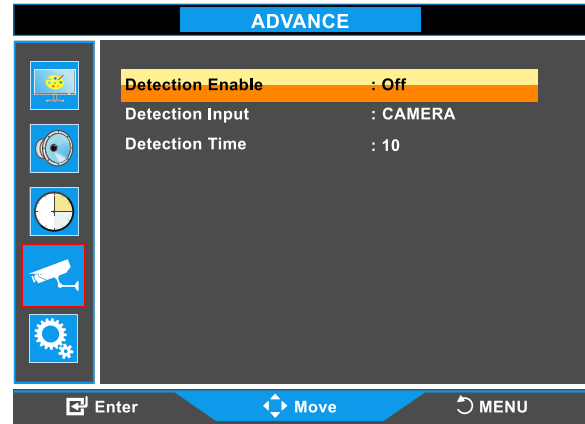 ADVANCE
Detection Enable : Off
Detection Input : CAMERA
Detection Time : 10
Enter Move MENU